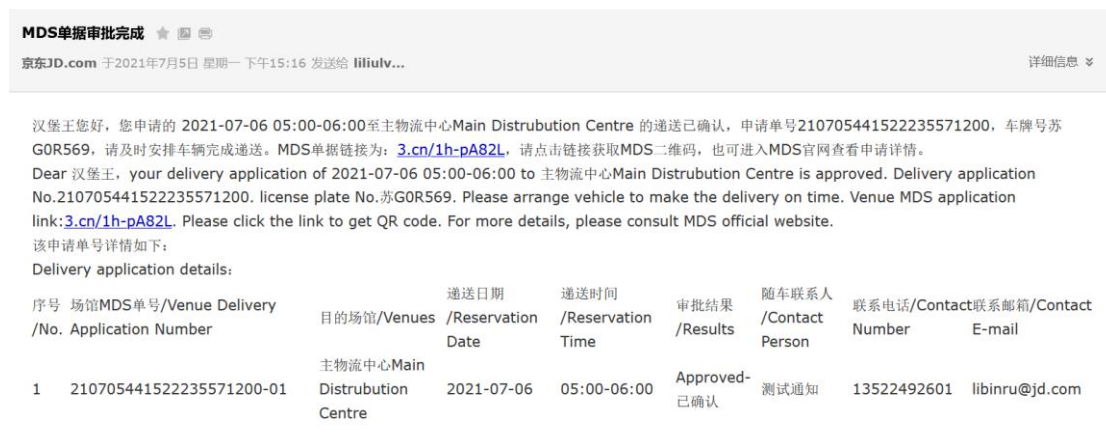 MDS单据审批完成
京东JD.com 于2021年7月5日 星期一 下午15:16 发送给 liliulv...
详细信息
汉堡王您好，您申请的 2021-07-06 05:00-06:00至主物流中心Main Distrubution Centre 的递送已确认，申请单号210705441522235571200，车牌号苏
G0R569，请及时安排车辆完成递送。MDS单据链接为：3.cn/1h-pA82L，请点击链接获取MDS二维码，也可进入MDS官网查看申请详情。
Dear 汉堡王，your delivery application of 2021-07-06 05:00-06:00 to 主物流中心Main Distrubution Centre is approved. Delivery application
No.210705441522235571200. license plate No.苏G0R569. Please arrange vehicle to make the delivery on time. Venue MDS application
link:3.cn/1h-pA82L. Please click the link to get QR code. For more details, please consult MDS official website.
该申请单号详情如下：
Delivery application details：
序号/No. 场馆MDS单号/Venue Delivery Application Number 目的场馆/Venues 递送日期/Reservation Date 递送时间/Reservation Time 审批结果/Results 随车联系人/Contact Person 联系电话/Contact Number 联系邮箱/Contact E-mail
1 210705441522235571200-01 主物流中心Main Distrubution Centre 2021-07-06 05:00-06:00 Approved-已确认 测试通知 13522492601 libinru@jd.com